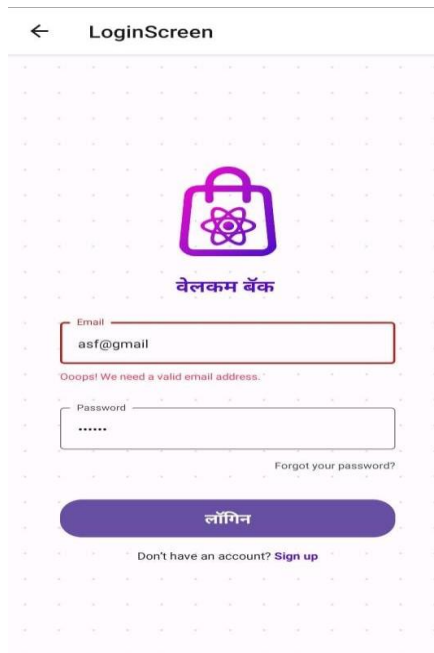 LoginScreen
वेलकम बॅक
Email
asf@gmail
Ooops! We need a valid email address.
Password
••••••
Forgot your password?
लॉगिन
Don't have an account? Sign up